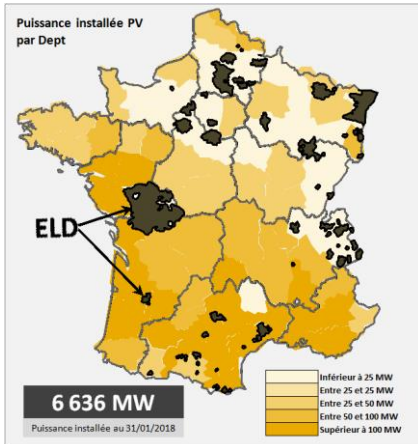 Puissance installée PV
par Dept
ELD
6 636 MW
Puissance installée au 31/01/2018
Inférieur à 25 MW
Entre 25 et 25 MW
Entre 25 et 50 MW
Entre 50 et 100 MW
Supérieur à 100 MW